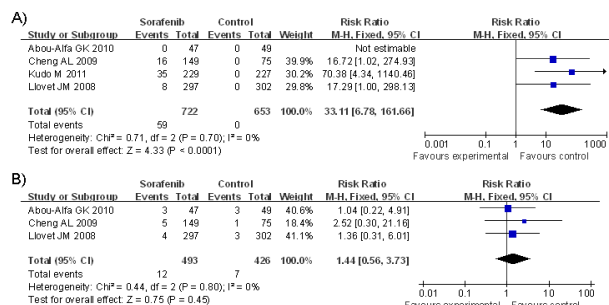 A)
Sorafenib Control Risk Ratio Risk Ratio
Study or Subgroup Events Total Events Total Weight M-H, Fixed, 95% CI M-H, Fixed, 95% CI
Abou-Alfa GK 2010 0 47 0 49 Not estimable
Cheng AL 2009 16 149 0 75 39.9% 16.72 [1.02, 274.93]
Kudo M 2011 35 229 0 227 30.2% 70.38 [4.34, 1140.46]
Llovet JM 2008 8 297 0 302 29.9% 17.29 [1.00, 298.13]
Total (95% CI) 722 653 100.0% 33.11 [6.78, 161.66]
Total events 59 0
Heterogeneity: Chi² = 0.71, df = 2 (P = 0.70); I² = 0%
Test for overall effect: Z = 4.33 (P < 0.0001)
0.001 0.1 1 10 1000
Favours experimental Favours control
B)
Sorafenib Control Risk Ratio Risk Ratio
Study or Subgroup Events Total Events Total Weight M-H, Fixed, 95% CI M-H, Fixed, 95% CI
Abou-Alfa GK 2010 3 47 3 49 40.6% 1.04 [0.22, 4.91]
Cheng AL 2009 5 149 1 75 18.3% 2.52 [0.30, 21.16]
Llovet JM 2008 4 297 3 302 41.1% 1.36 [0.31, 6.01]
Total (95% CI) 493 426 100.0% 1.44 [0.56, 3.73]
Total events 12 7
Heterogeneity: Chi² = 0.44, df = 2 (P = 0.80); I² = 0%
Test for overall effect: Z = 0.75 (P = 0.45)
0.01 0.1 1 10 100
Favours experimental Favours control